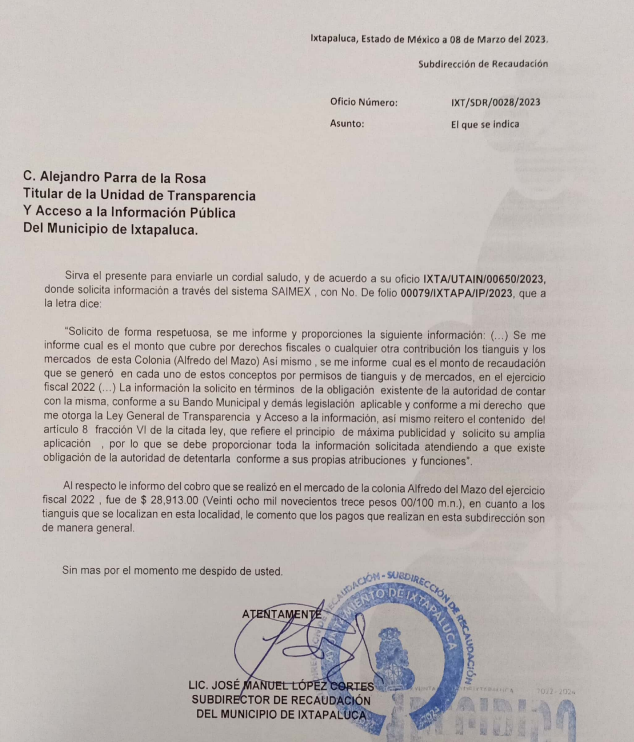 Ixtapaluca, Estado de México a 08 de Marzo del 2023.
Subdirección de Recaudación
Oficio Número: IXT/SDR/0028/2023
Asunto: El que se indica
C. Alejandro Parra de la Rosa
Titular de la Unidad de Transparencia
Y Acceso a la Información Pública
Del Municipio de Ixtapaluca.
Sirva el presente para enviarle un cordial saludo, y de acuerdo a su oficio IXTA/UTAIN/00650/2023,
donde solicita información a través del sistema SAIMEX , con No. De folio 00079/IXTAPA/IP/2023, que a
la letra dice:
"Solicito de forma respetuosa, se me informe y proporciones la siguiente información: (...) Se me
informe cual es el monto que cubre por derechos fiscales o cualquier otra contribución los tianguis y los
mercados de esta Colonia (Alfredo del Mazo) Así mismo , se me informe cual es el monto de recaudación
que se generó en cada uno de estos conceptos por permisos de tianguis y de mercados, en el ejercicio
fiscal 2022 (...) La información la solicito en términos de la obligación existente de la autoridad de contar
con la misma, conforme a su Bando Municipal y demás legislación aplicable y conforme a mi derecho que
me otorga la Ley General de Transparencia y Acceso a la información, así mismo reitero el contenido del
artículo 8 fracción VI de la citada ley, que refiere el principio de máxima publicidad y solicito su amplia
aplicación , por lo que se debe proporcionar toda la información solicitada atendiendo a que existe
obligación de la autoridad de detentarla conforme a sus propias atribuciones y funciones".
Al respecto le informo del cobro que se realizó en el mercado de la colonia Alfredo del Mazo del ejercicio
fiscal 2022 , fue de $ 28,913.00 (Veinti ocho mil novecientos trece pesos 00/100 m.n.), en cuanto a los
tianguis que se localizan en esta localidad, le comento que los pagos que realizan en esta subdirección son
de manera general.
Sin mas por el momento me despido de usted.
ATENTAMENTE
LIC. JOSÉ MANUEL LÓPEZ CORTES
SUBDIRECTOR DE RECAUDACIÓN
DEL MUNICIPIO DE IXTAPALUCA
RECAUDACIÓN - SUBDIRECCIÓN DE RECAUDACIÓN
AYUNTAMIENTO DE IXTAPALUCA
2022 - 2024